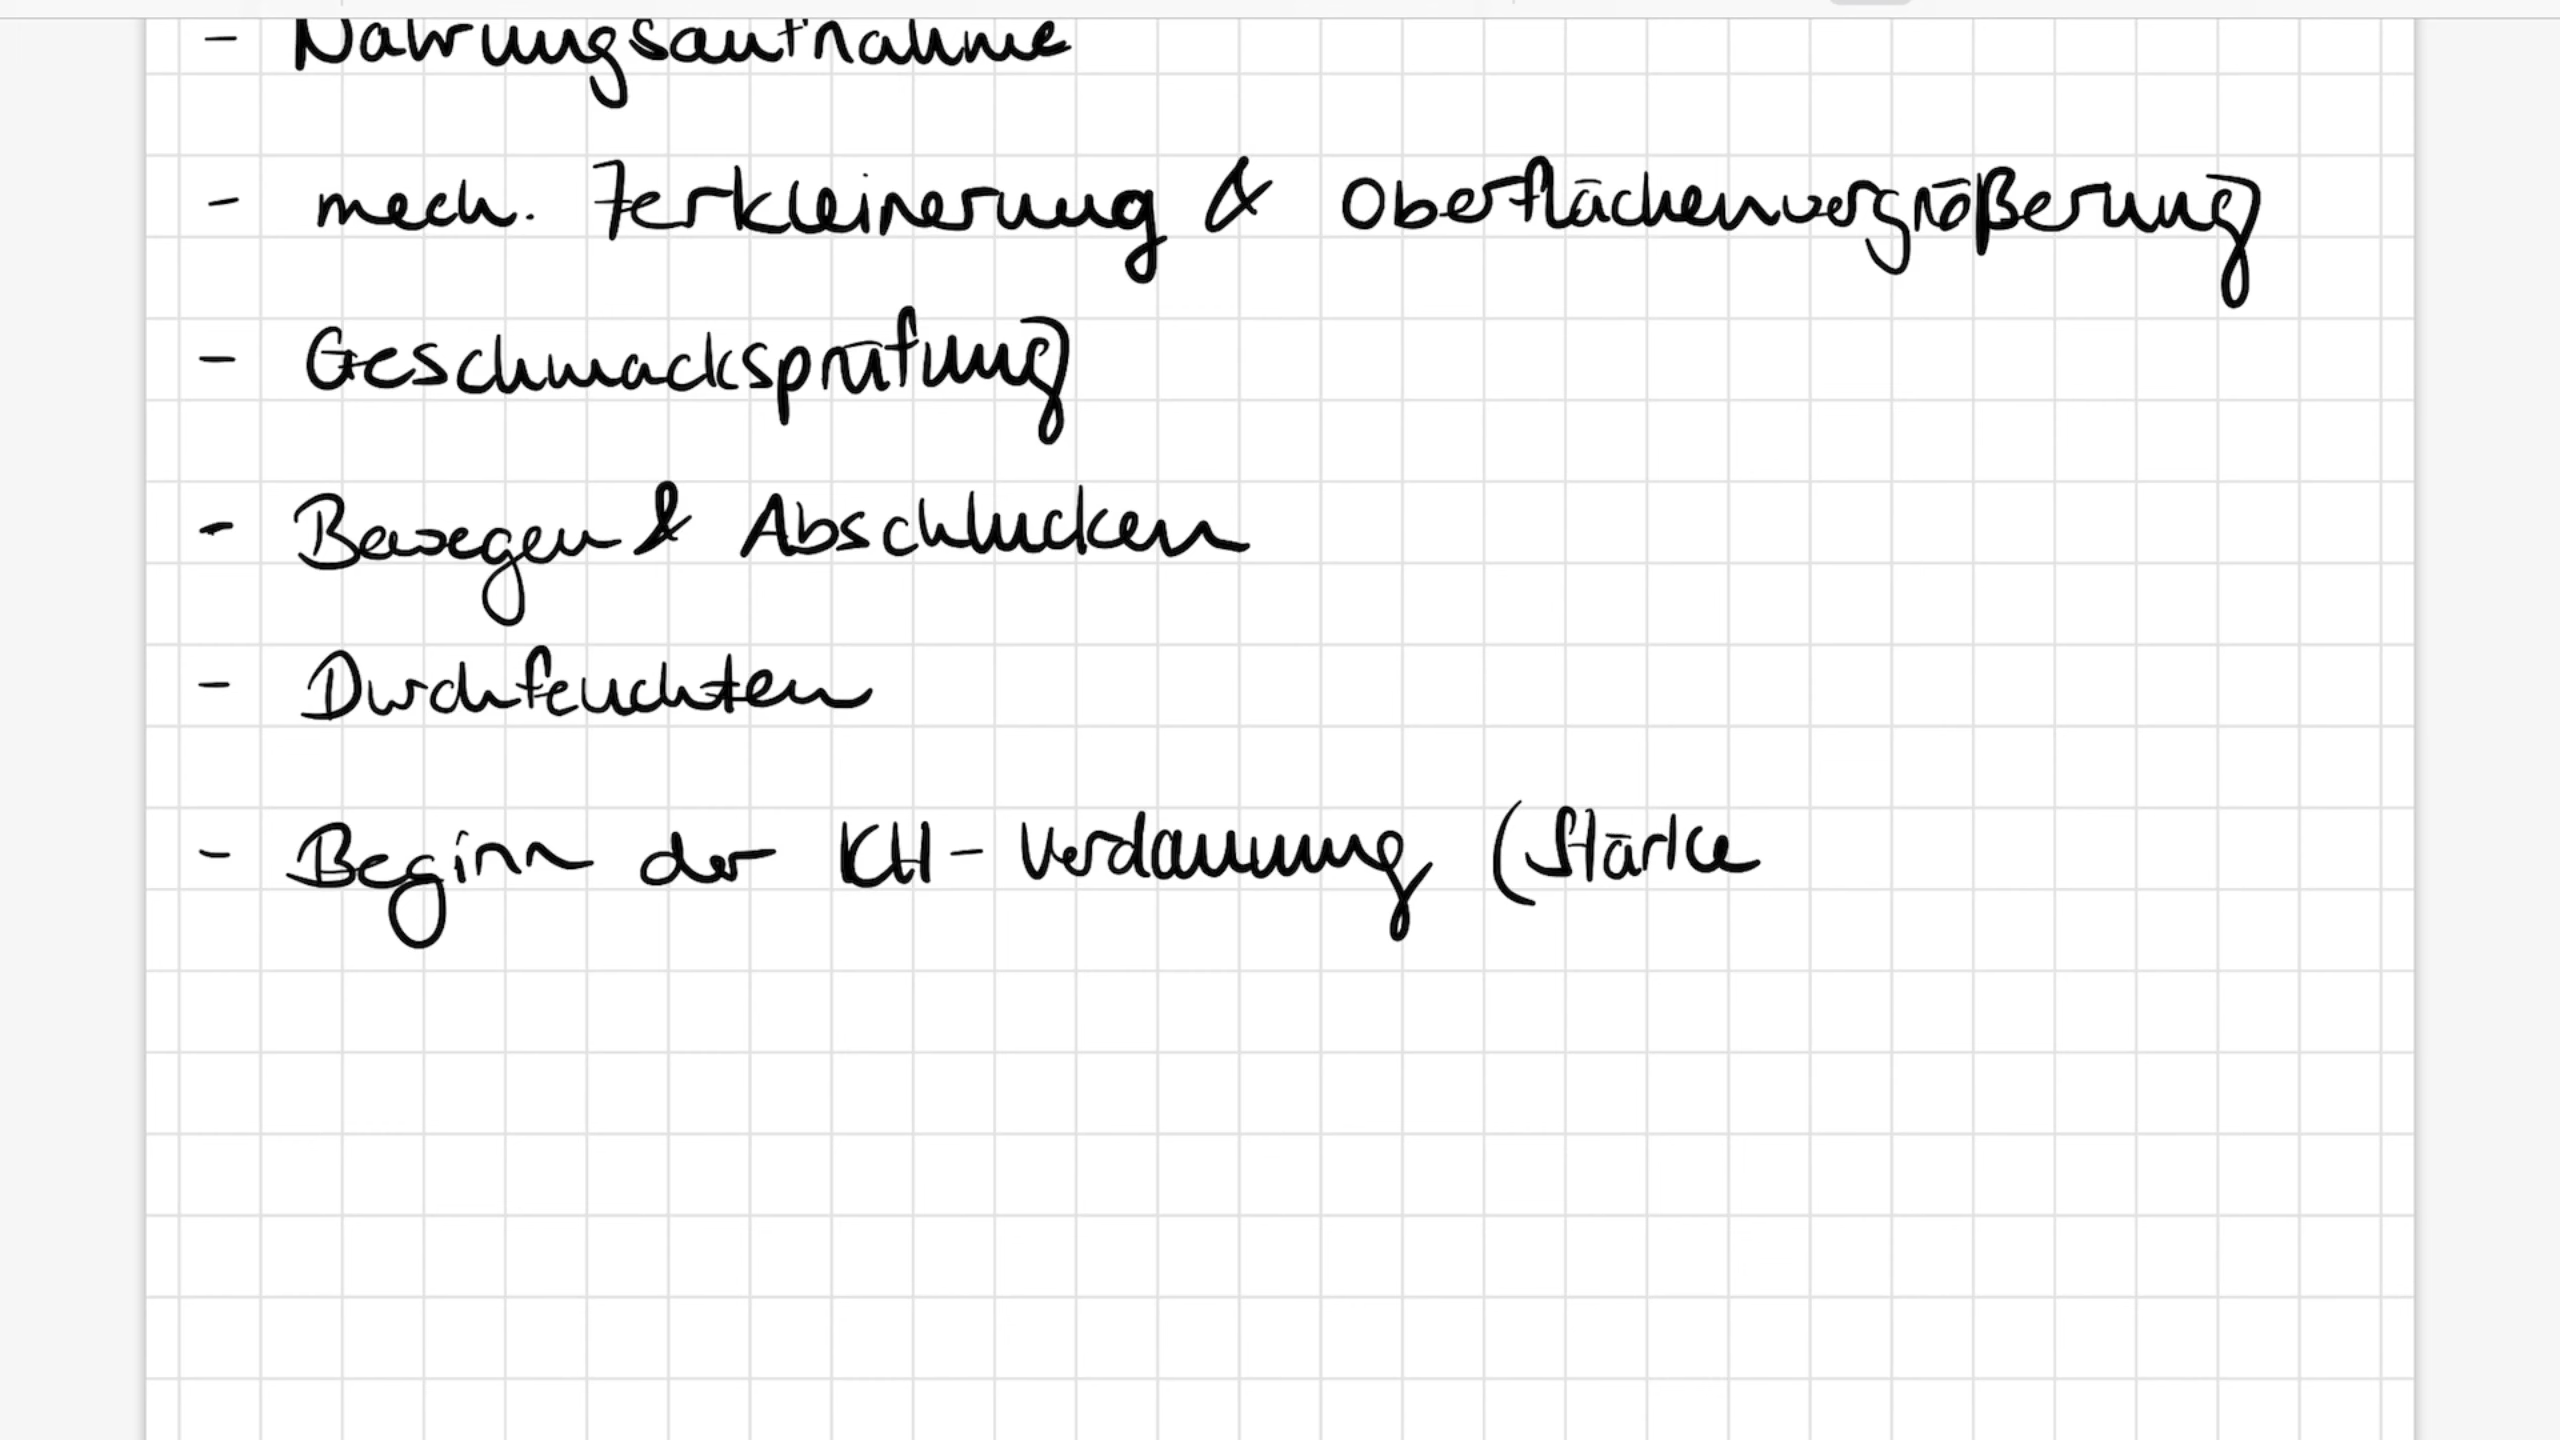 - Nahrungsaufnahme
- mech. Zerkleinerung & Oberflächenvergrößerung
- Geschmacksprüfung
- Bewegen & Abschlucken
- Durchfeuchten
- Beginn der KH-Verdauung (Stärke